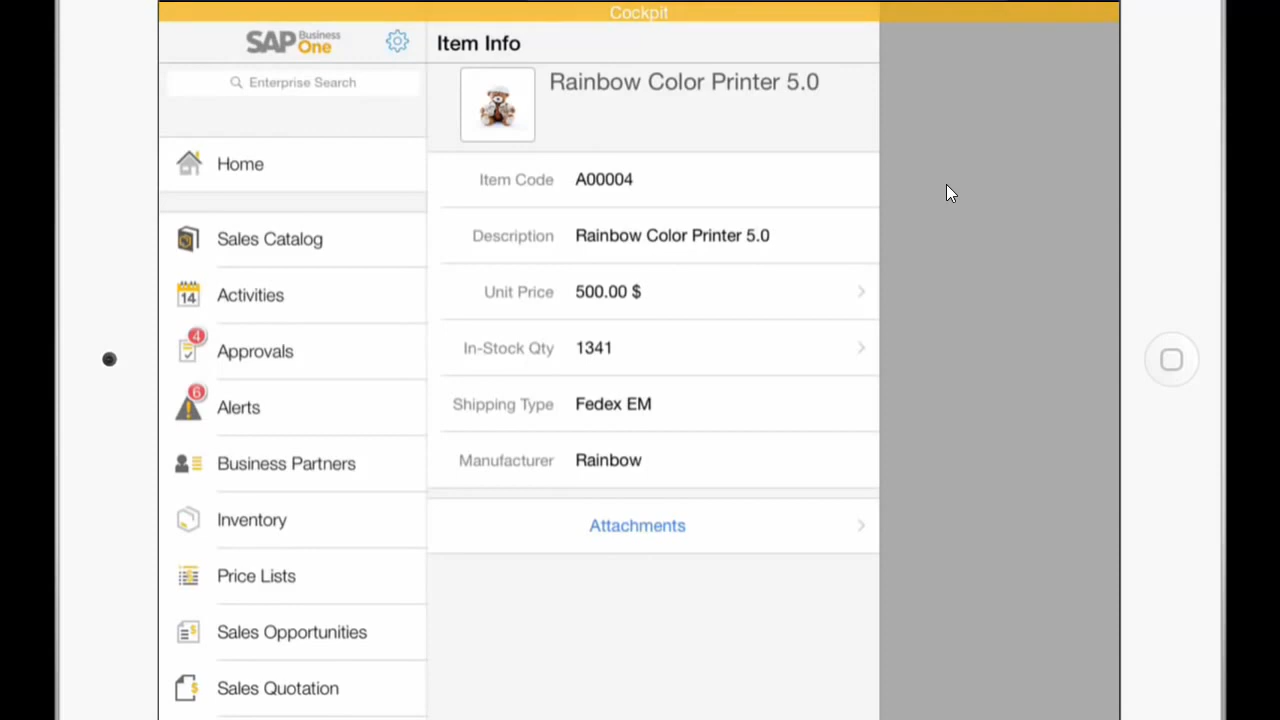 Cockpit
SAP Business One
Enterprise Search
Home
Sales Catalog
14
Activities
4
Approvals
6
Alerts
Business Partners
Inventory
Price Lists
Sales Opportunities
Sales Quotation
Item Info
Rainbow Color Printer 5.0
Item Code A00004
Description Rainbow Color Printer 5.0
Unit Price 500.00 $
In-Stock Qty 1341
Shipping Type Fedex EM
Manufacturer Rainbow
Attachments